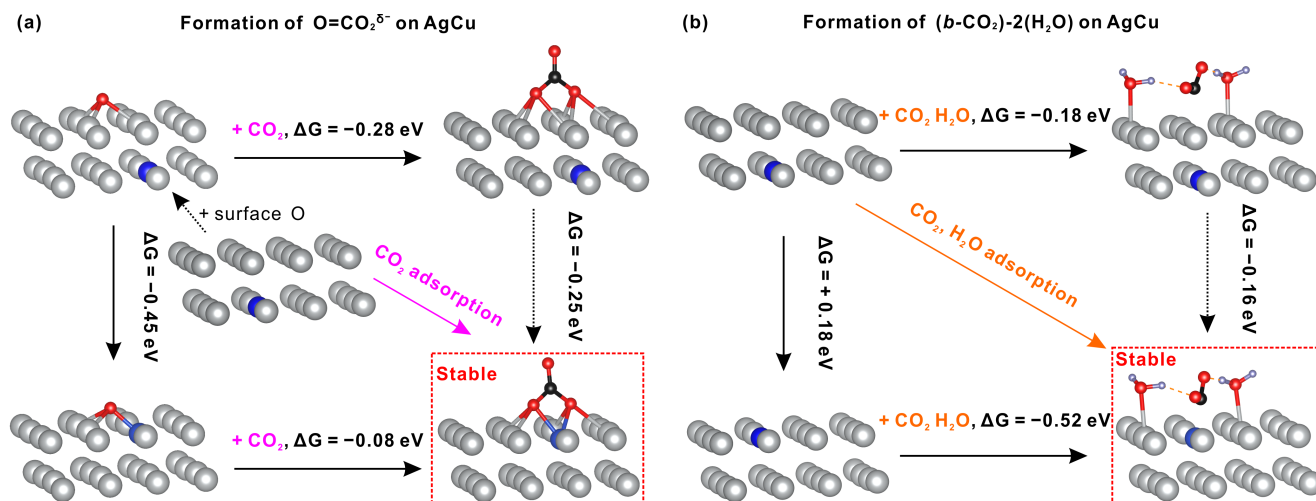 (a) Formation of O=CO₂δ⁻ on AgCu
+ CO₂, ΔG = −0.28 eV
+ surface O
ΔG = −0.45 eV
CO₂ adsorption
ΔG = −0.25 eV
Stable
+ CO₂, ΔG = −0.08 eV
(b) Formation of (b-CO₂)-2(H₂O) on AgCu
+ CO₂ H₂O, ΔG = −0.18 eV
CO₂, H₂O adsorption
ΔG = + 0.18 eV
ΔG = −0.16 eV
Stable
+ CO₂ H₂O, ΔG = −0.52 eV